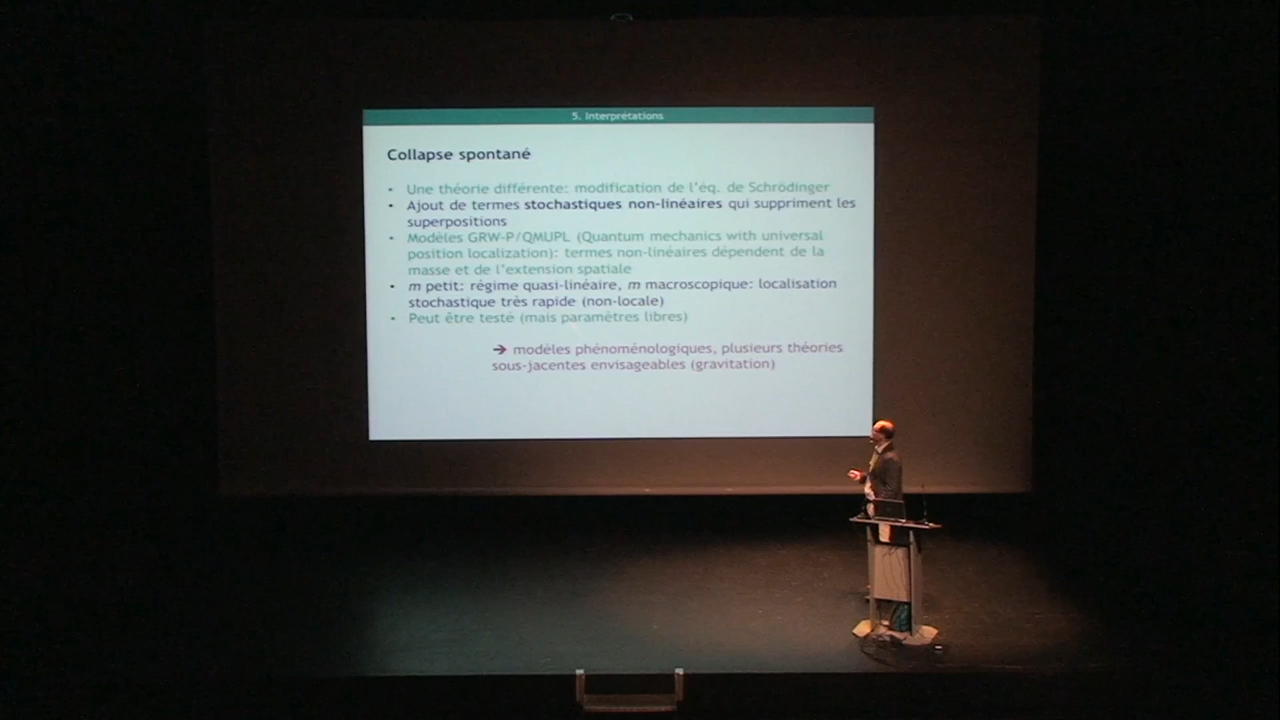 5. Interprétations
Collapse spontané
• Une théorie différente: modification de l'éq. de Schrödinger
• Ajout de termes stochastiques non-linéaires qui suppriment les
superpositions
• Modèles GRW-P/QMUPL (Quantum mechanics with universal
position localization): termes non-linéaires dépendent de la
masse et de l'extension spatiale
• m petit: régime quasi-linéaire, m macroscopique: localisation
stochastique très rapide (non-locale)
• Peut être testé (mais paramètres libres)
➔ modèles phénoménologiques, plusieurs théories
sous-jacentes envisageables (gravitation)